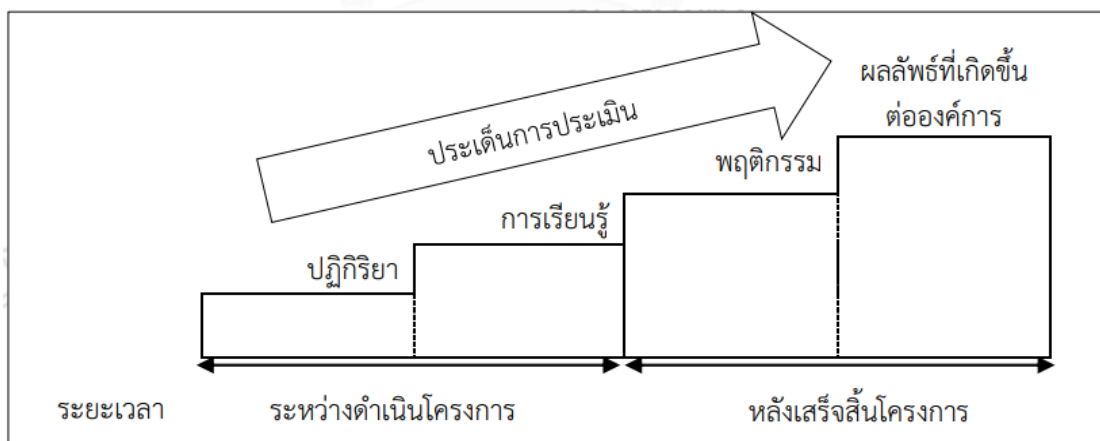 ผลลัพธ์ที่เกิดขึ้น
ต่อองค์การ
ประเด็นการประเมิน
พฤติกรรม
การเรียนรู้
ปฏิกิริยา
ระยะเวลา
ระหว่างดำเนินโครงการ
หลังเสร็จสิ้นโครงการ